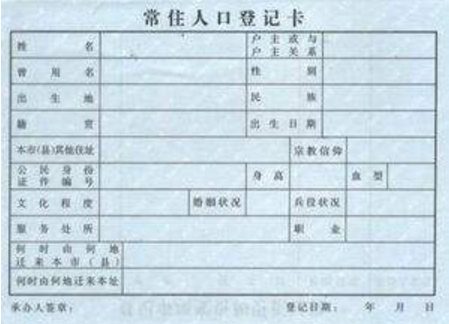 常住人口登记卡
姓名 户主或与户主关系
曾用名 性别
出生地 民族
籍贯 出生日期
本市(县)其他住址 宗教信仰
公民身份证件编号 身高 血型
文化程度 婚姻状况 兵役状况
服务处所 职业
何时由何地迁来本市(县)
何时由何地迁来本址
承办人签章: 登记日期: 年 月 日